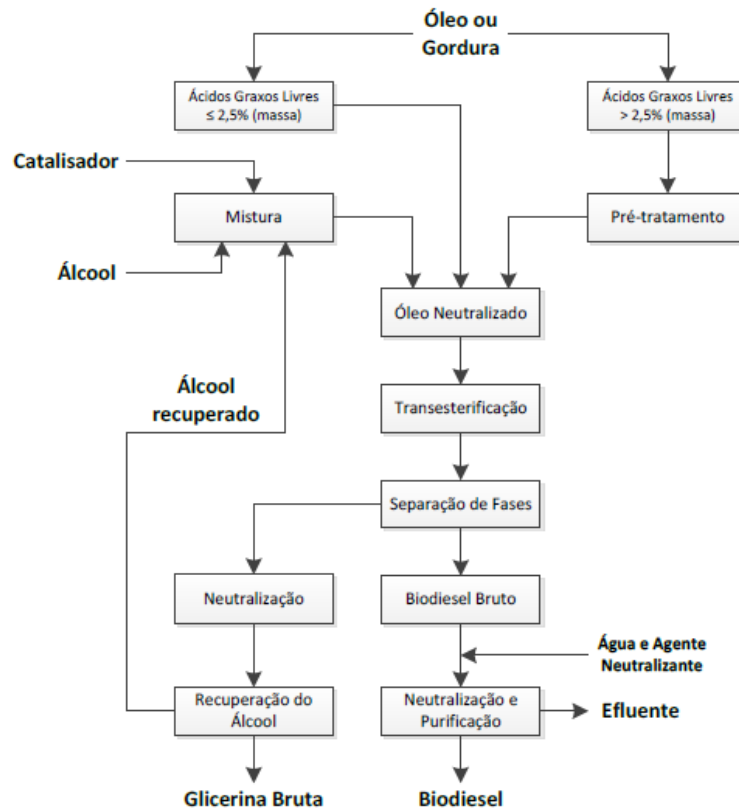 Óleo ou
Gordura
Ácidos Graxos Livres
≤ 2,5% (massa)
Ácidos Graxos Livres
> 2,5% (massa)
Catalisador
Mistura
Pré-tratamento
Álcool
Óleo Neutralizado
Álcool
recuperado
Transesterificação
Separação de Fases
Neutralização
Biodiesel Bruto
Água e Agente
Neutralizante
Recuperação do
Álcool
Neutralização e
Purificação
Efluente
Glicerina Bruta
Biodiesel